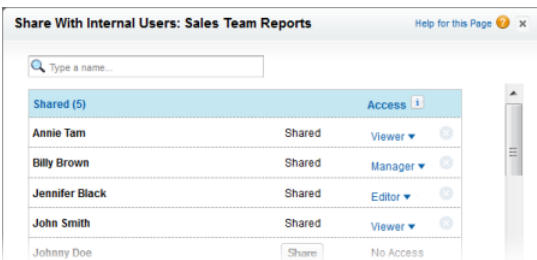 Share With Internal Users: Sales Team Reports Help for this Page ? x
Type a name...
Shared (5) Access i
Annie Tam Shared Viewer
Billy Brown Shared Manager
Jennifer Black Shared Editor
John Smith Shared Viewer
Johnny Doe Share No Access